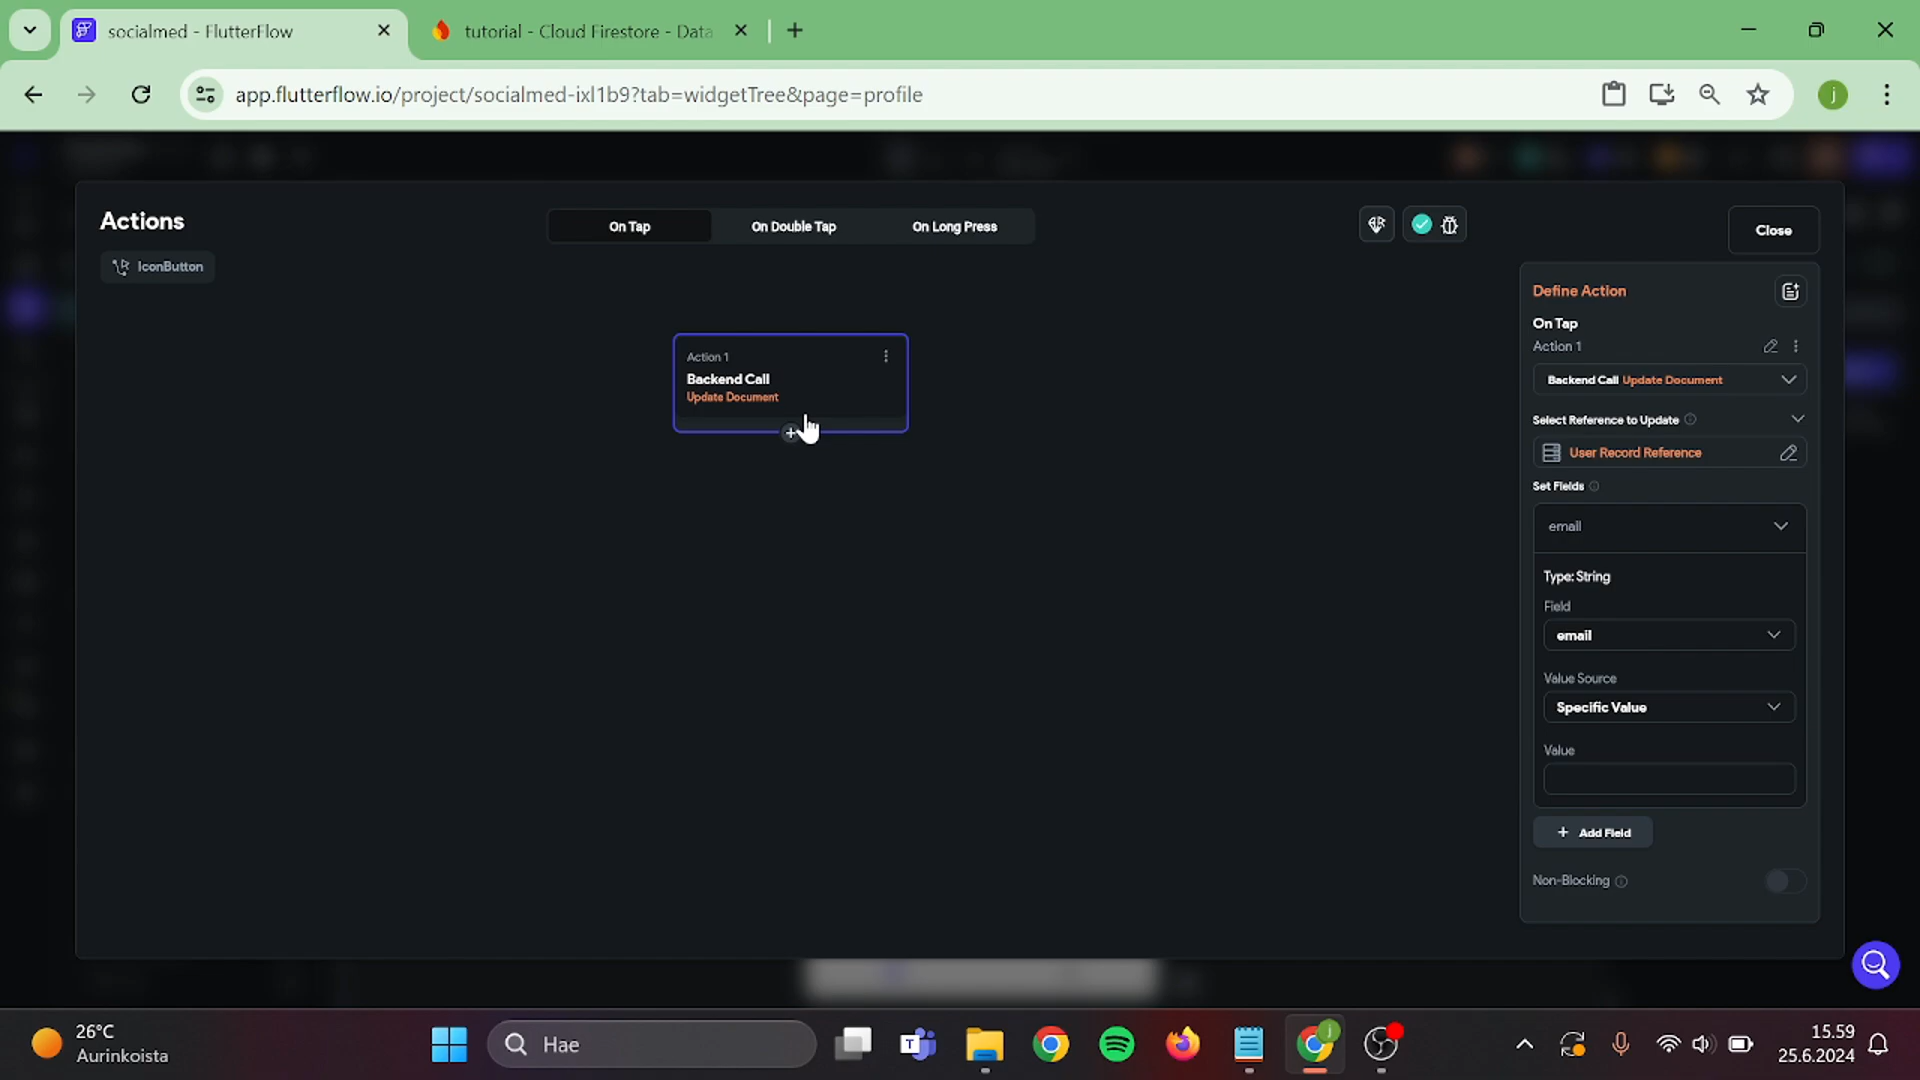 socialmed - FlutterFlow
tutorial - Cloud Firestore - Data
app.flutterflow.io/project/socialmed-ixl1b9?tab=widgetTree&page=profile
j
Actions
On Tap
On Double Tap
On Long Press
Close
IconButton
Define Action
On Tap
Action 1
Action 1
Backend Call
Update Document
Backend Call Update Document
Select Reference to Update
User Record Reference
Set Fields
email
Type: String
Field
email
Value Source
Specific Value
Value
+ Add Field
Non-Blocking
26°C
Aurinkoista
Hae
15.59
25.6.2024